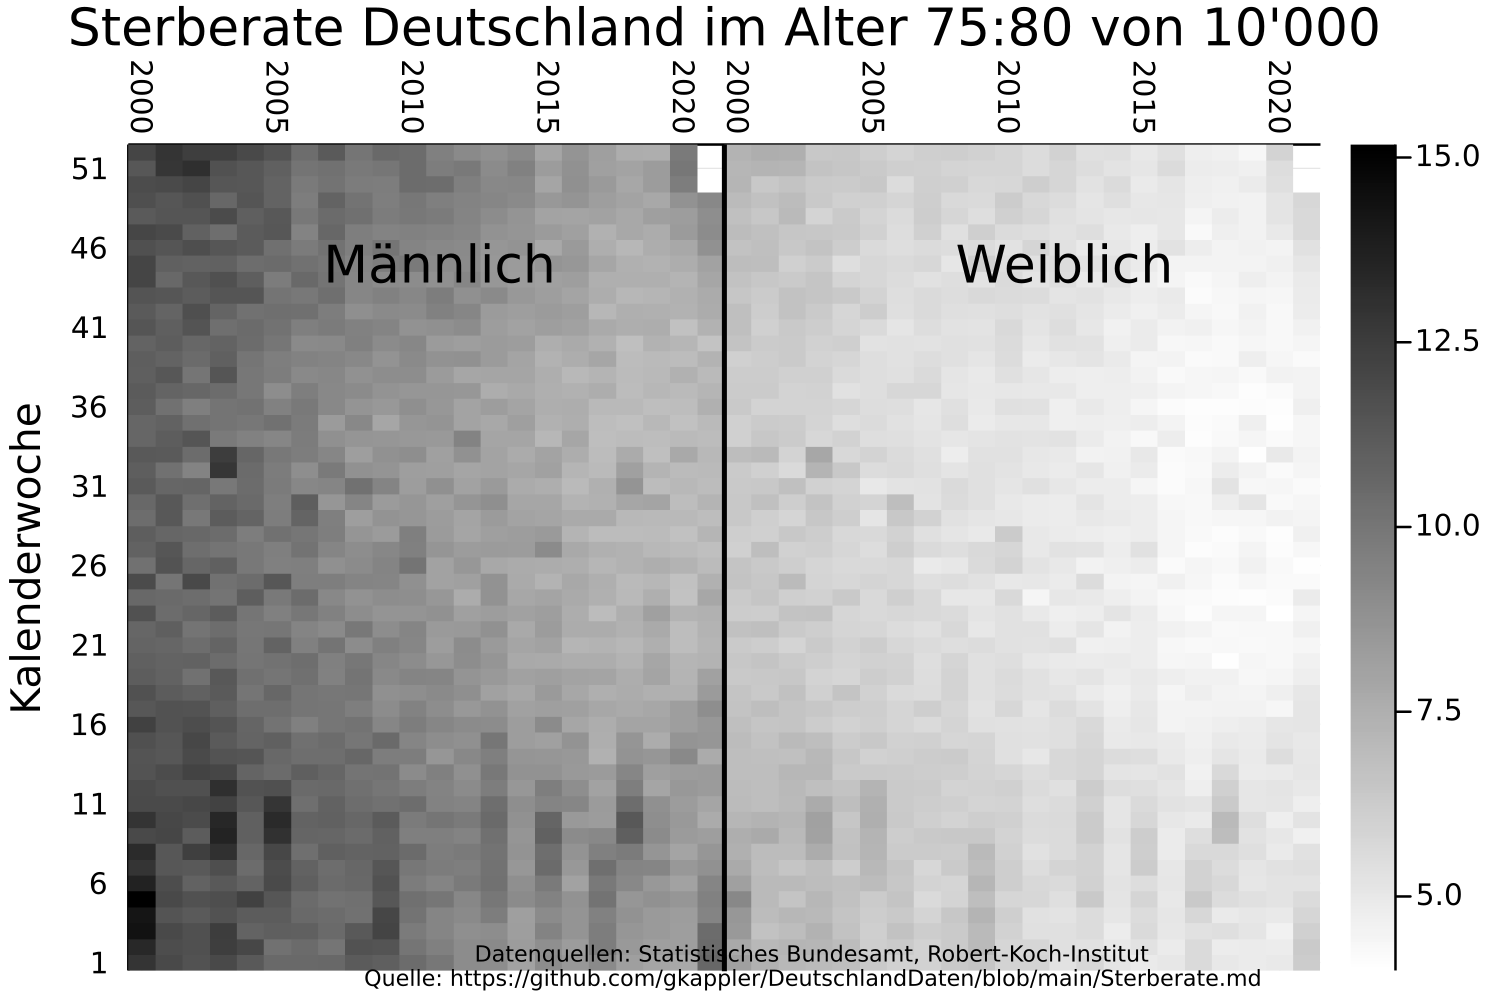 Sterberate Deutschland im Alter 75:80 von 10'000
2000 2005 2010 2015 2020 2000 2005 2010 2015 2020
51
46
41
36
31
26
21
16
11
6
1
Kalenderwoche
Männlich
Weiblich
15.0
12.5
10.0
7.5
5.0
Datenquellen: Statistisches Bundesamt, Robert-Koch-Institut
Quelle: https://github.com/gkappler/DeutschlandDaten/blob/main/Sterberate.md